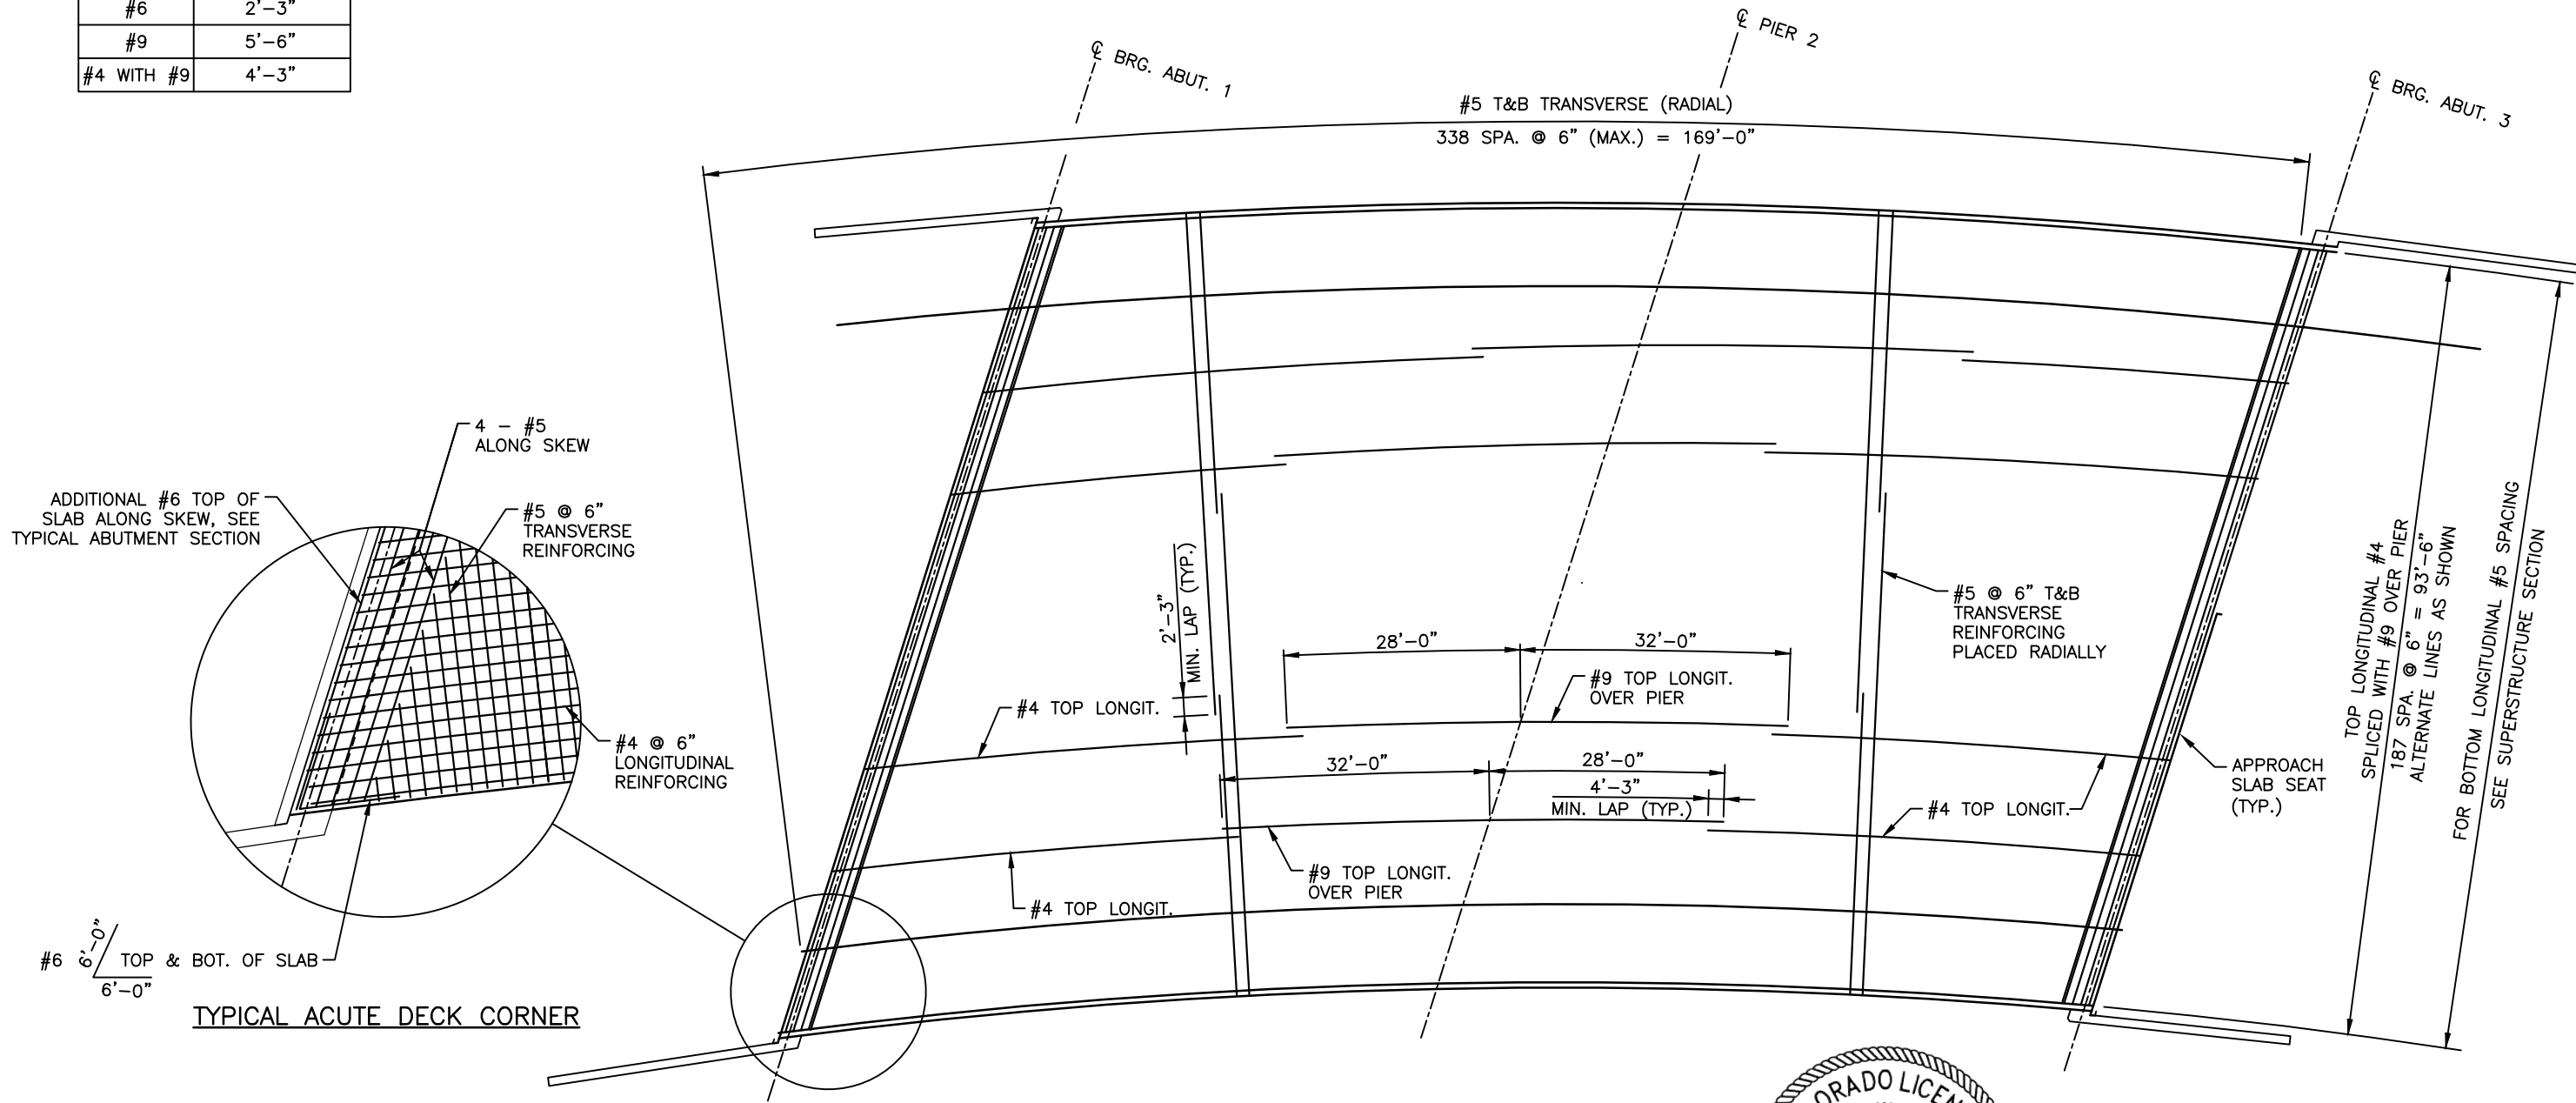 #6 2'-3"
#9 5'-6"
#4 WITH #9 4'-3"
℄ BRG. ABUT. 1
℄ PIER 2
℄ BRG. ABUT. 3
#5 T&B TRANSVERSE (RADIAL)
338 SPA. @ 6" (MAX.) = 169'-0"
4 - #5
ALONG SKEW
ADDITIONAL #6 TOP OF
SLAB ALONG SKEW, SEE
TYPICAL ABUTMENT SECTION
#5 @ 6"
TRANSVERSE
REINFORCING
#4 @ 6"
LONGITUDINAL
REINFORCING
#6 6'-0" TOP & BOT. OF SLAB
6'-0"
TYPICAL ACUTE DECK CORNER
2'-3"
MIN. LAP (TYP.)
28'-0"
32'-0"
#9 TOP LONGIT.
OVER PIER
#4 TOP LONGIT.
32'-0"
28'-0"
4'-3"
MIN. LAP (TYP.)
#9 TOP LONGIT.
OVER PIER
#4 TOP LONGIT.
#4 TOP LONGIT.
#5 @ 6" T&B
TRANSVERSE
REINFORCING
PLACED RADIALLY
APPROACH
SLAB SEAT
(TYP.)
TOP LONGITUDINAL #4
SPLICED WITH #9 OVER PIER
187 SPA. @ 6" = 93'-6"
ALTERNATE LINES AS SHOWN
FOR BOTTOM LONGITUDINAL #5 SPACING
SEE SUPERSTRUCTURE SECTION